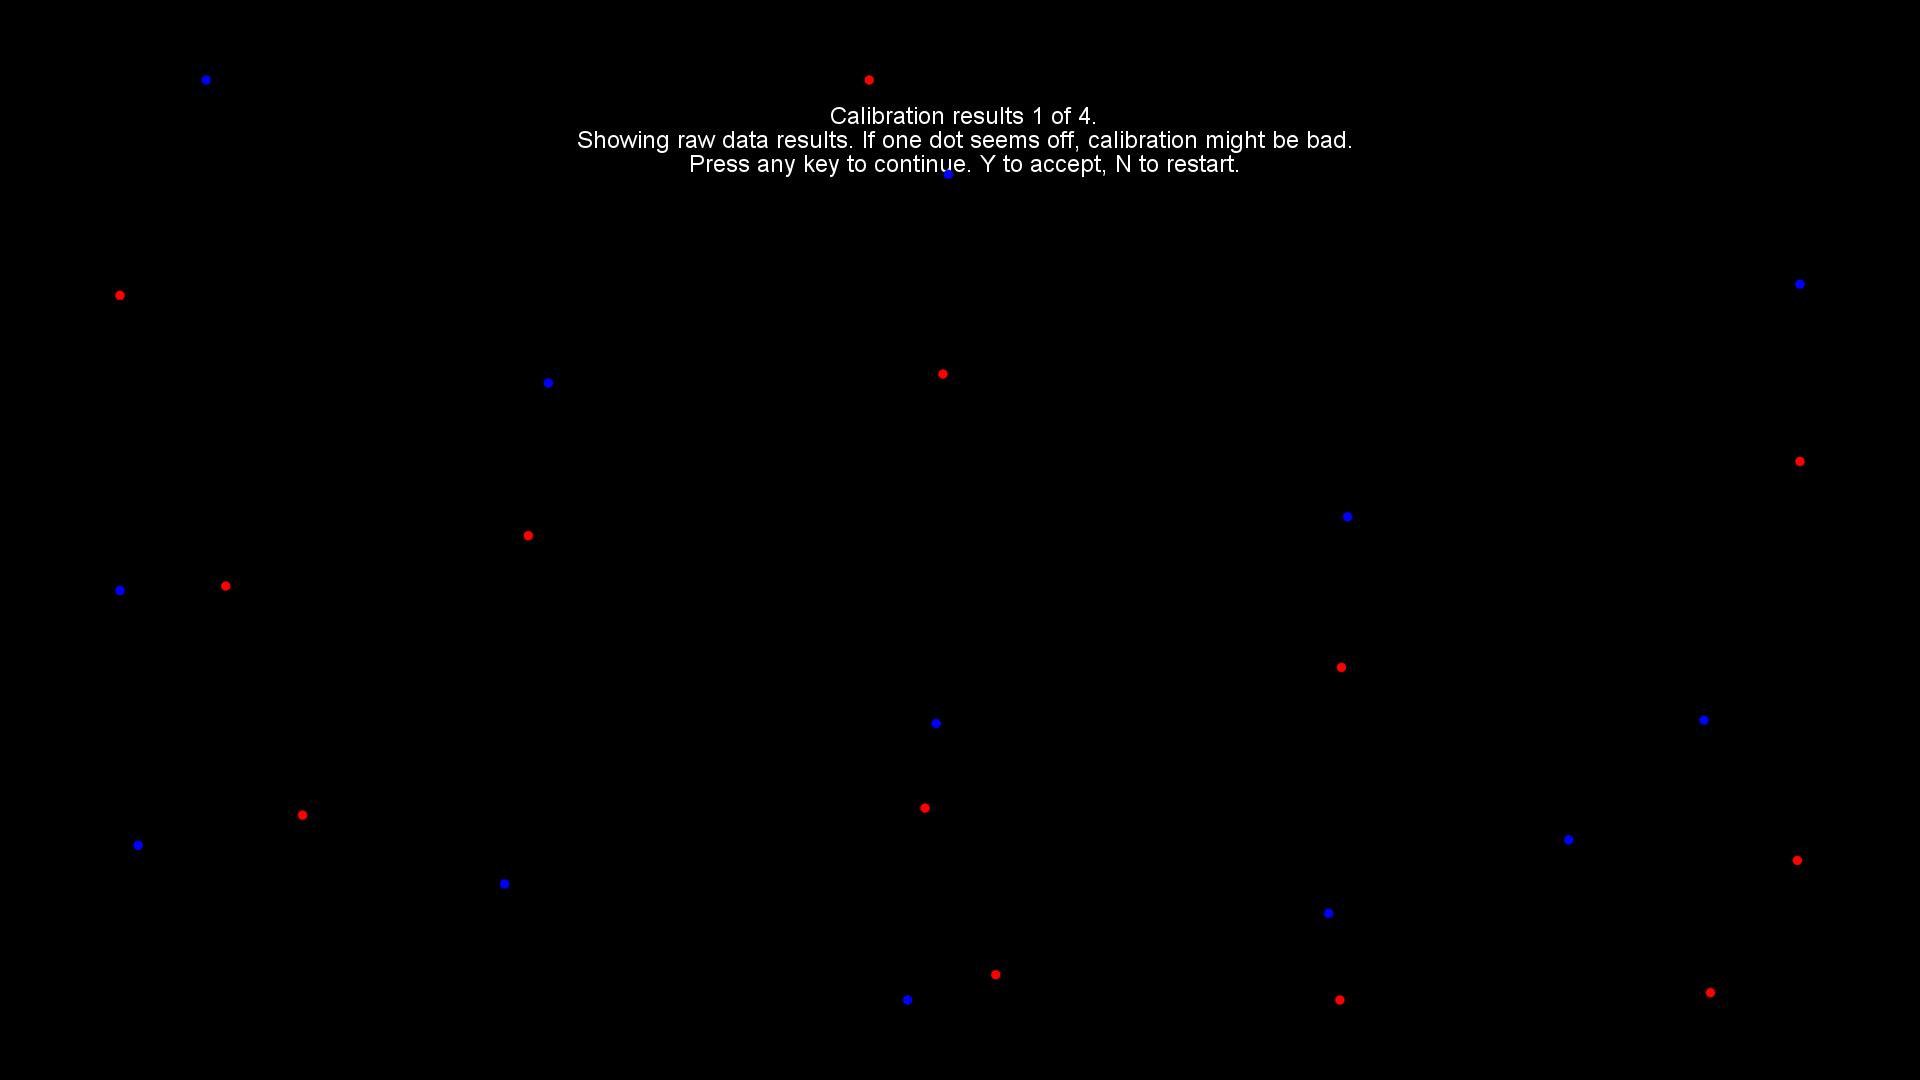 Calibration results 1 of 4.
Showing raw data results. If one dot seems off, calibration might be bad.
Press any key to continue. Y to accept, N to restart.